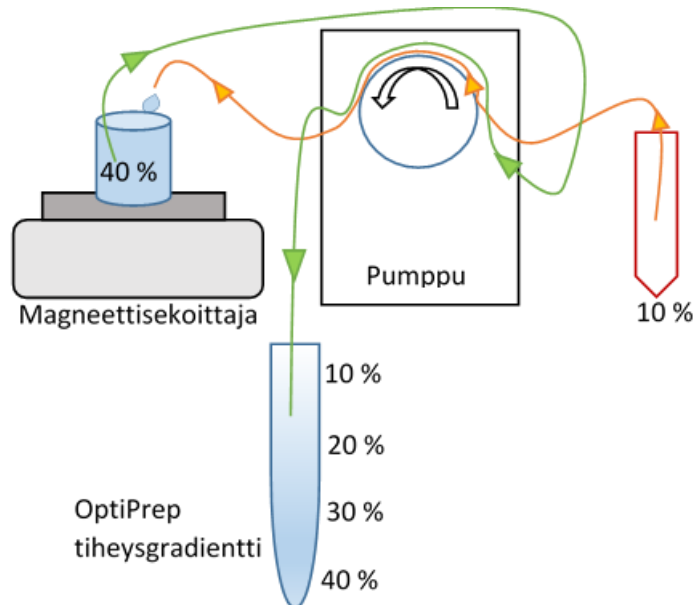 40 %
Magneettisekoittaja
Pumppu
10 %
10 %
20 %
30 %
40 %
OptiPrep
tiheysgradientti